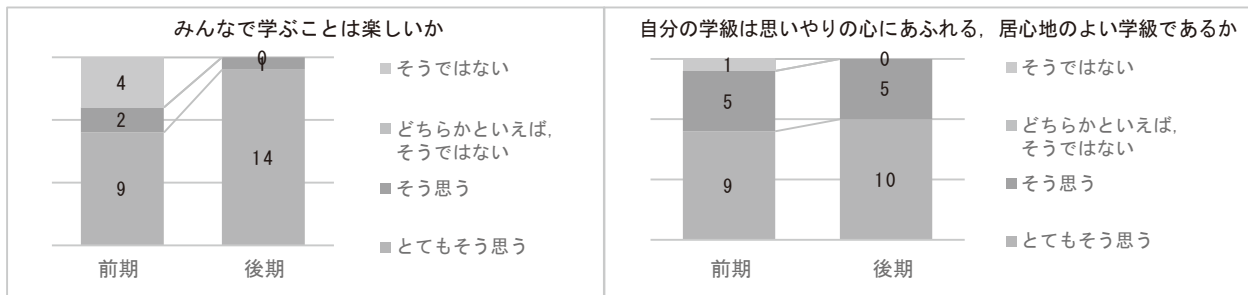 みんなで学ぶことは楽しいか
4
2
9
0
1
14
前期
後期
そうではない
どちらかといえば,
そうではない
そう思う
とてもそう思う
自分の学級は思いやりの心にあふれる，居心地のよい学級であるか
1
5
9
0
5
10
前期
後期
そうではない
どちらかといえば,
そうではない
そう思う
とてもそう思う